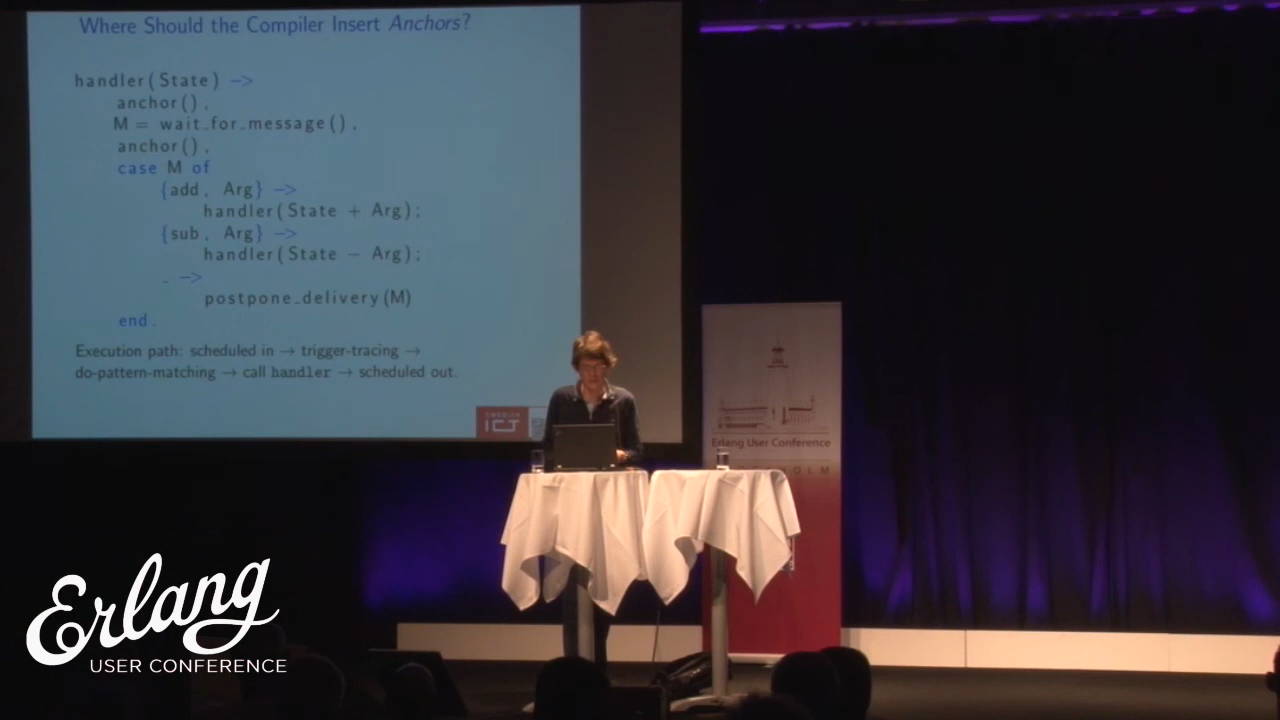 Where Should the Compiler Insert Anchors?
handler(State) ->
anchor(),
M = wait_for_message(),
anchor(),
case M of
{add, Arg} ->
handler(State + Arg);
{sub, Arg} ->
handler(State - Arg);
_ ->
postpone_delivery(M)
end.
Execution path: scheduled in → trigger-tracing →
do-pattern-matching → call handler → scheduled out.
SWEDISH
ICT
Erlang User Conference
Erlang
USER CONFERENCE